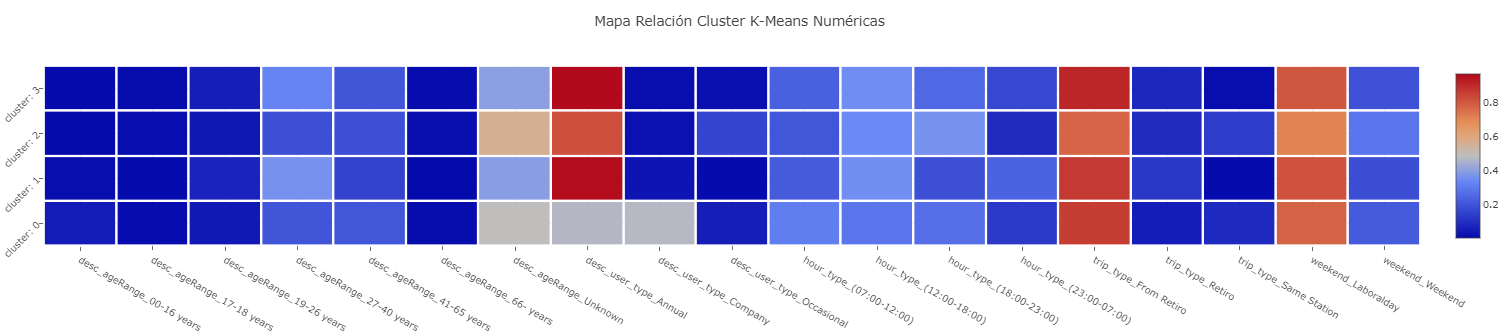 Mapa Relación Cluster K-Means Numéricas
cluster: 3
cluster: 2
cluster: 1
cluster: 0
desc_ageRange_00-16 years
desc_ageRange_17-18 years
desc_ageRange_19-26 years
desc_ageRange_27-40 years
desc_ageRange_41-65 years
desc_ageRange_66- years
desc_ageRange_Unknown
desc_user_type_Annual
desc_user_type_Company
desc_user_type_Occasional
hour_type_(07:00-12:00)
hour_type_(12:00-18:00)
hour_type_(18:00-23:00)
hour_type_(23:00-07:00)
trip_type_From Retiro
trip_type_Retiro
trip_type_Same Station
weekend_Laboralday
weekend_Weekend
0.8
0.6
0.4
0.2